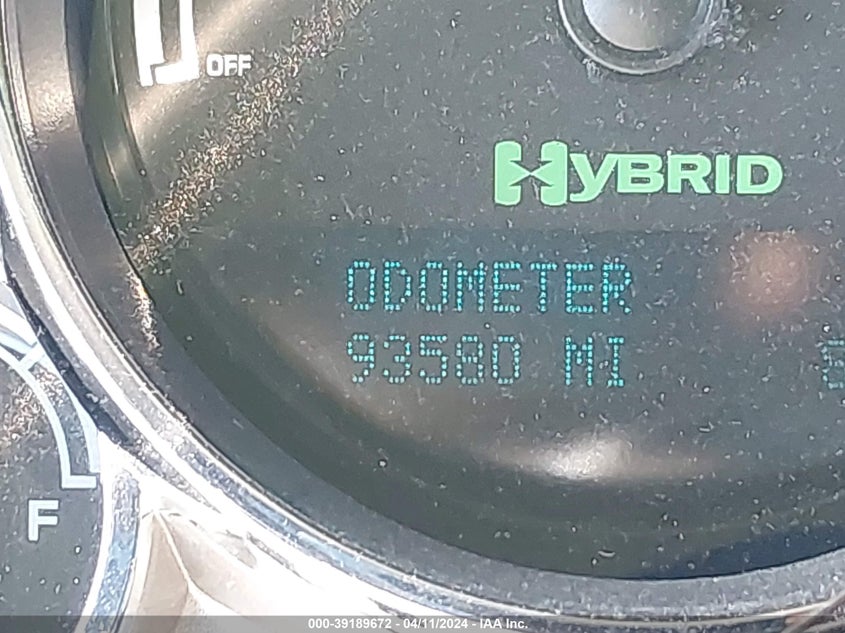 OFF
HYBRID
ODOMETER
93580 MI
F
000-39189672 - 04/11/2024 - IAA Inc.